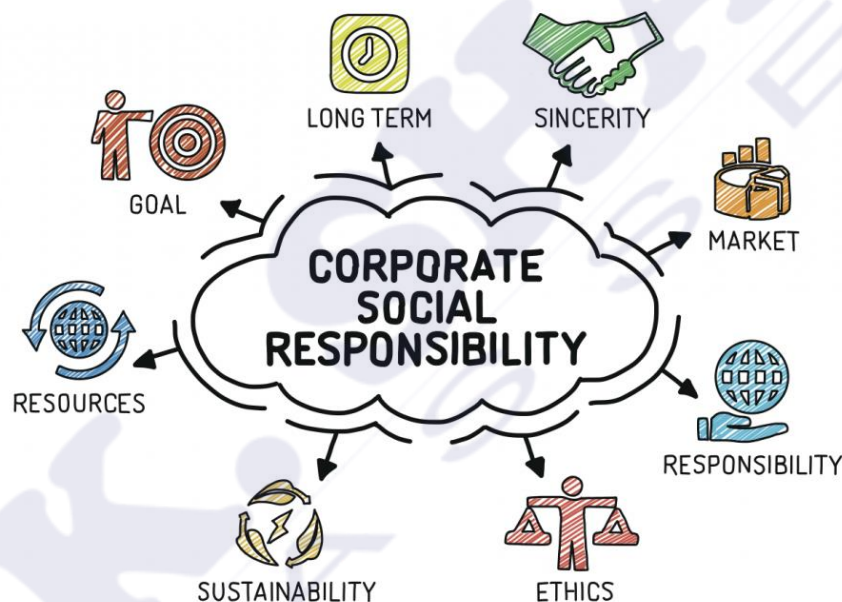 LONG TERM
SINCERITY
GOAL
MARKET
CORPORATE
SOCIAL
RESPONSIBILITY
RESOURCES
RESPONSIBILITY
SUSTAINABILITY
ETHICS